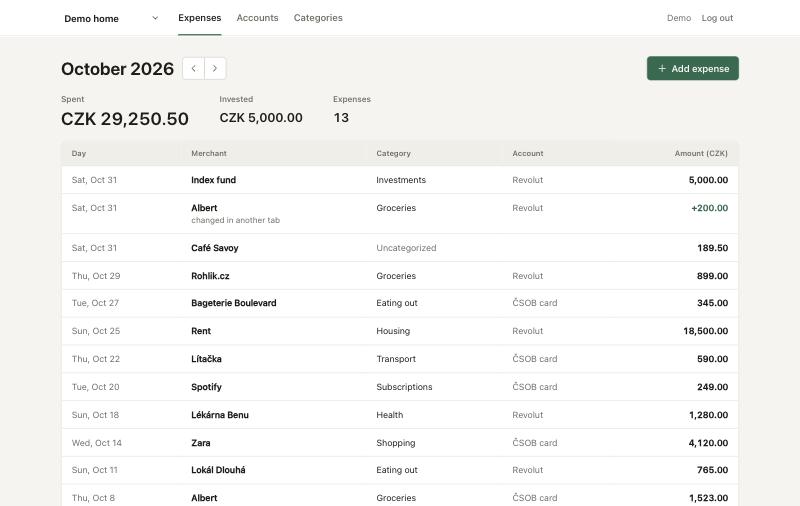 Demo home Expenses Accounts Categories Demo Log out
October 2026 + Add expense
Spent Invested Expenses
CZK 29,250.50 CZK 5,000.00 13
Day Merchant Category Account Amount (CZK)
Sat, Oct 31 Index fund Investments Revolut 5,000.00
Sat, Oct 31 Albert Groceries Revolut +200.00
changed in another tab
Sat, Oct 31 Café Savoy Uncategorized 189.50
Thu, Oct 29 Rohlik.cz Groceries Revolut 899.00
Tue, Oct 27 Bageterie Boulevard Eating out ČSOB card 345.00
Sun, Oct 25 Rent Housing Revolut 18,500.00
Thu, Oct 22 Lítačka Transport ČSOB card 590.00
Tue, Oct 20 Spotify Subscriptions ČSOB card 249.00
Sun, Oct 18 Lékárna Benu Health Revolut 1,280.00
Wed, Oct 14 Zara Shopping ČSOB card 4,120.00
Sun, Oct 11 Lokál Dlouhá Eating out Revolut 765.00
Thu, Oct 8 Albert Groceries ČSOB card 1,523.00